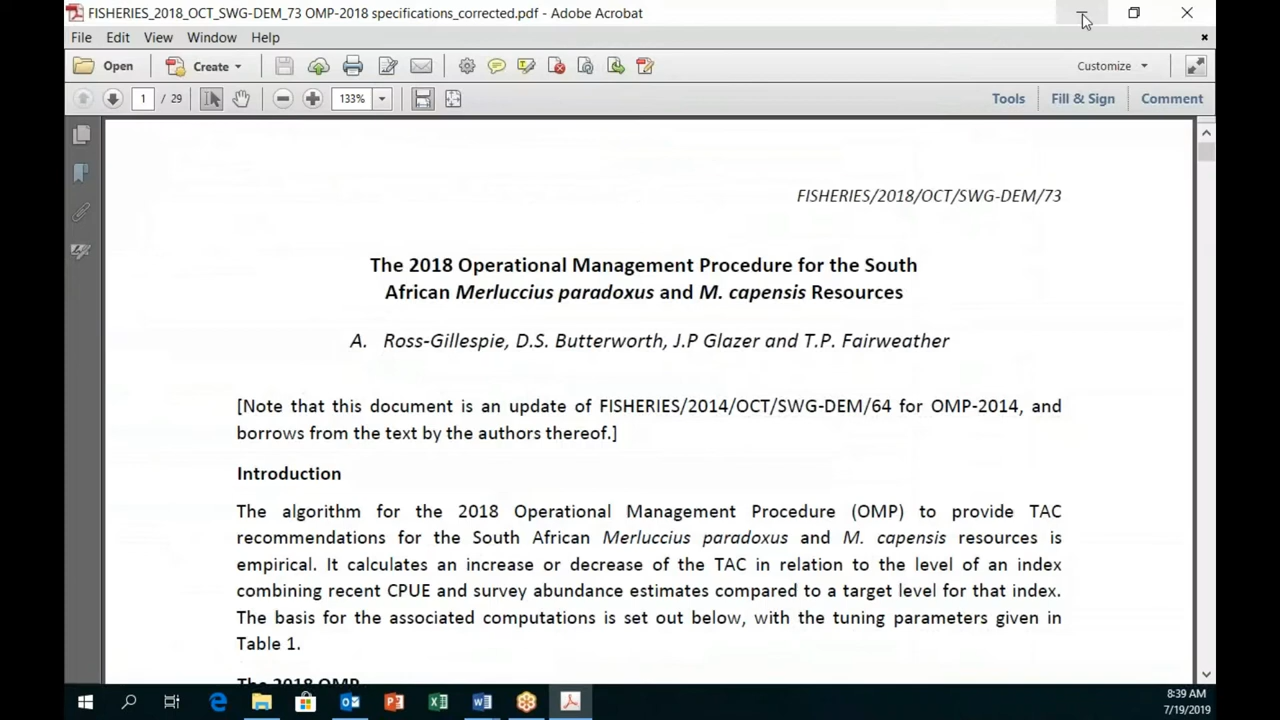 FISHERIES_2018_OCT_SWG-DEM_73 OMP-2018 specifications_corrected.pdf - Adobe Acrobat
File Edit View Window Help
Open Create Customize
1 / 29 133% Tools Fill & Sign Comment
FISHERIES/2018/OCT/SWG-DEM/73
The 2018 Operational Management Procedure for the South
African Merluccius paradoxus and M. capensis Resources
A. Ross-Gillespie, D.S. Butterworth, J.P Glazer and T.P. Fairweather
[Note that this document is an update of FISHERIES/2014/OCT/SWG-DEM/64 for OMP-2014, and
borrows from the text by the authors thereof.]
Introduction
The algorithm for the 2018 Operational Management Procedure (OMP) to provide TAC
recommendations for the South African Merluccius paradoxus and M. capensis resources is
empirical. It calculates an increase or decrease of the TAC in relation to the level of an index
combining recent CPUE and survey abundance estimates compared to a target level for that index.
The basis for the associated computations is set out below, with the tuning parameters given in
Table 1.
The 2018 OMP
8:39 AM
7/19/2019